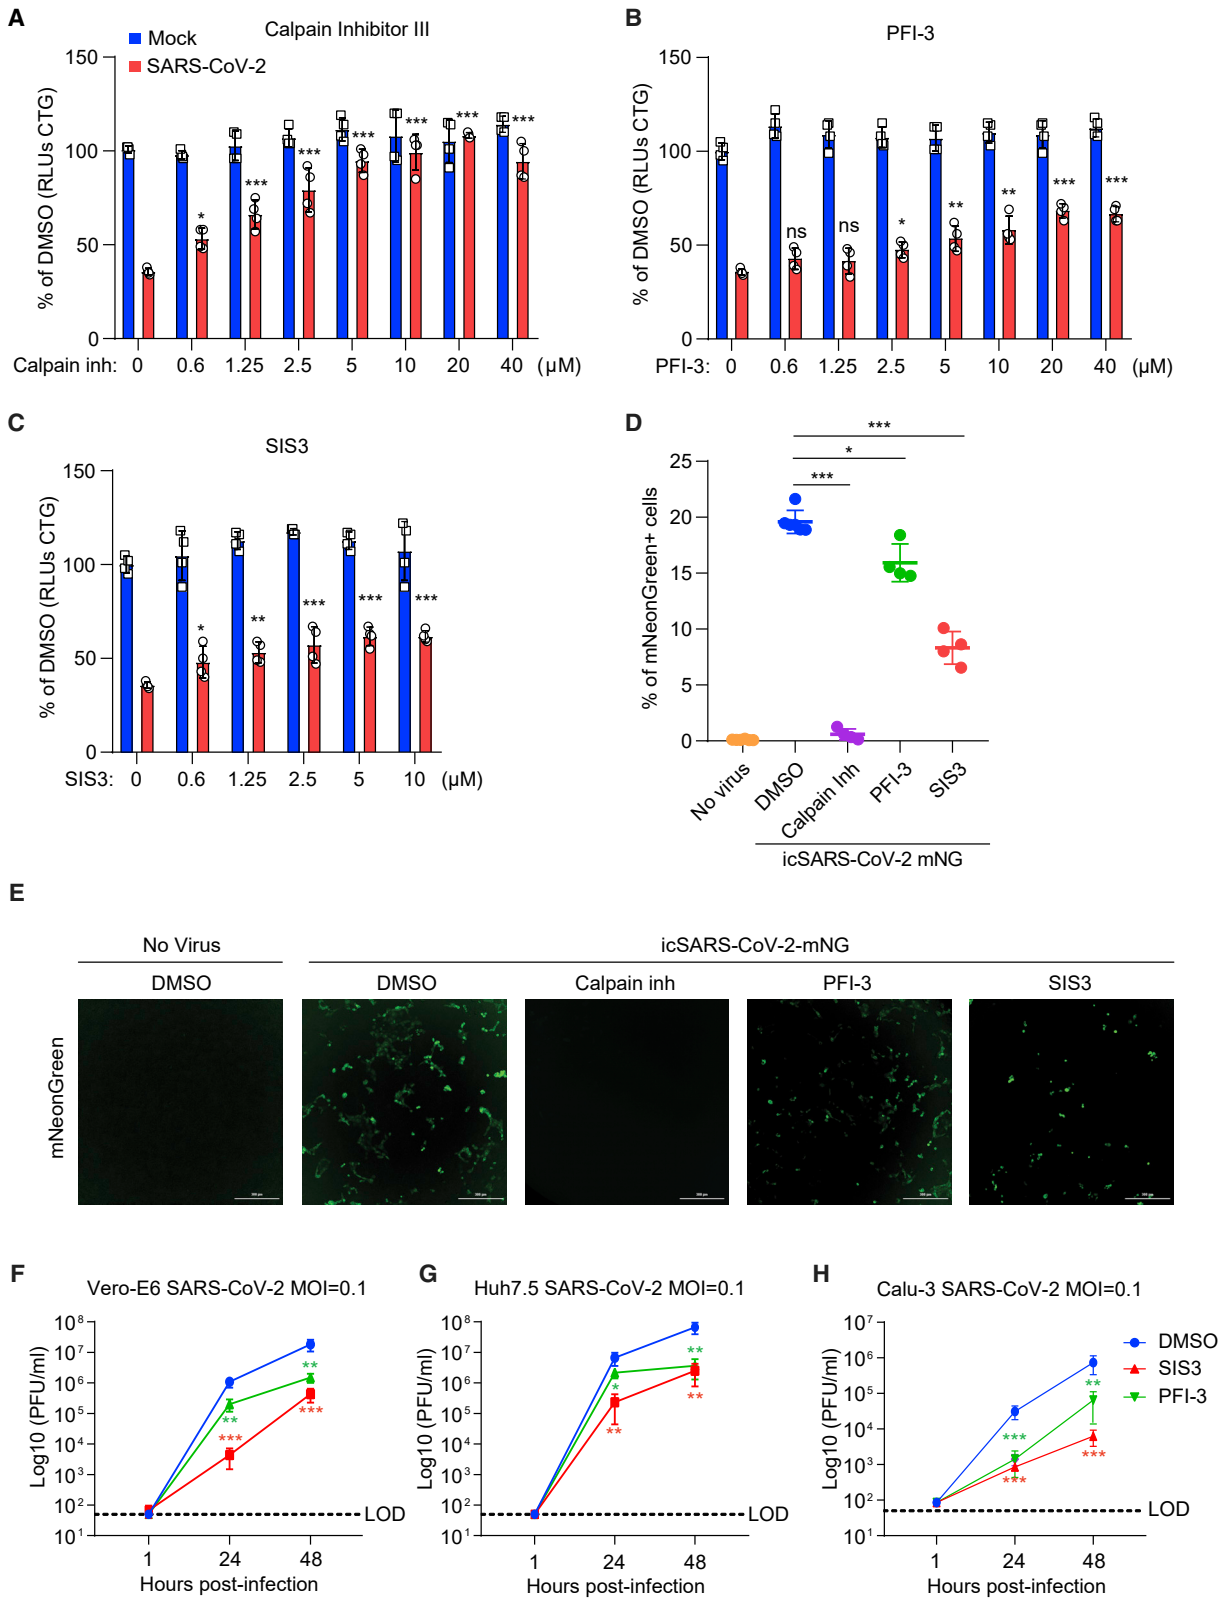 A
Calpain Inhibitor III
Mock
SARS-CoV-2
% of DMSO (RLUs CTG)
150
100
50
0
* *** *** *** *** *** ***
Calpain inh: 0 0.6 1.25 2.5 5 10 20 40 (µM)
B
PFI-3
% of DMSO (RLUs CTG)
150
100
50
0
ns ns * ** ** *** ***
PFI-3: 0 0.6 1.25 2.5 5 10 20 40 (µM)
C
SIS3
% of DMSO (RLUs CTG)
150
100
50
0
* ** *** *** ***
SIS3: 0 0.6 1.25 2.5 5 10 (µM)
D
% of mNeonGreen+ cells
25
20
15
10
5
0
***
*
***
No virus
DMSO
Calpain Inh
PFI-3
SIS3
icSARS-CoV-2 mNG
E
No Virus
icSARS-CoV-2-mNG
DMSO DMSO Calpain inh PFI-3 SIS3
mNeonGreen
F
Vero-E6 SARS-CoV-2 MOI=0.1
Log10 (PFU/ml)
10⁸
10⁷
10⁶
10⁵
10⁴
10³
10²
10¹
**
***
**
***
LOD
1 24 48
Hours post-infection
G
Huh7.5 SARS-CoV-2 MOI=0.1
Log10 (PFU/ml)
10⁸
10⁷
10⁶
10⁵
10⁴
10³
10²
10¹
*
**
**
**
LOD
1 24 48
Hours post-infection
H
Calu-3 SARS-CoV-2 MOI=0.1
Log10 (PFU/ml)
10⁷
10⁶
10⁵
10⁴
10³
10²
10¹
***
***
**
***
LOD
1 24 48
Hours post-infection
DMSO
SIS3
PFI-3